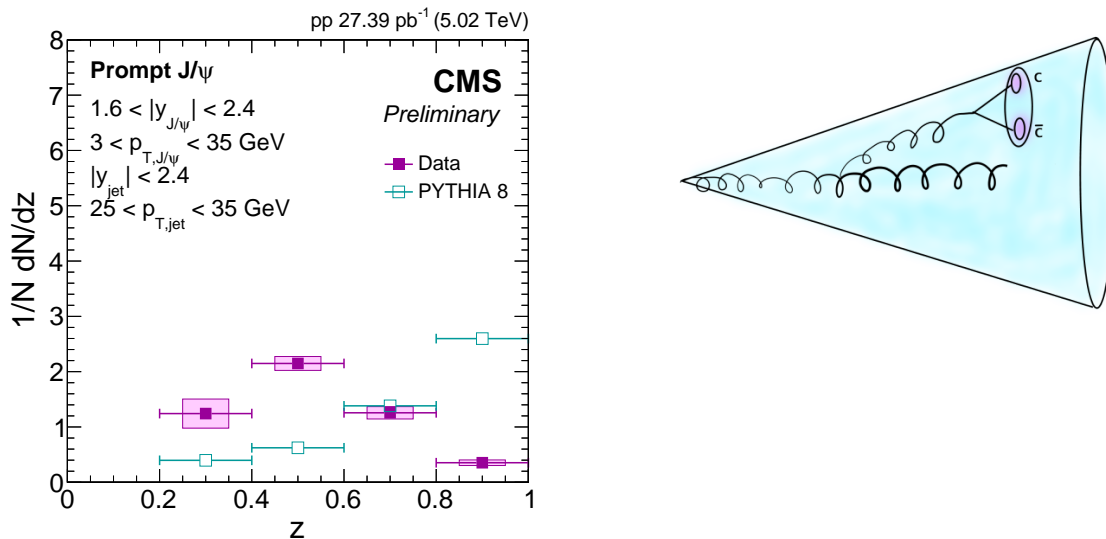 pp 27.39 pb⁻¹ (5.02 TeV)
Prompt J/ψ
CMS
1.6 < |y_J/ψ| < 2.4
Preliminary
3 < p_T,J/ψ < 35 GeV
|y_jet| < 2.4
25 < p_T,jet < 35 GeV
Data
PYTHIA 8
1/N dN/dz
8
7
6
5
4
3
2
1
0
0 0.2 0.4 0.6 0.8 1
z
c
c̅